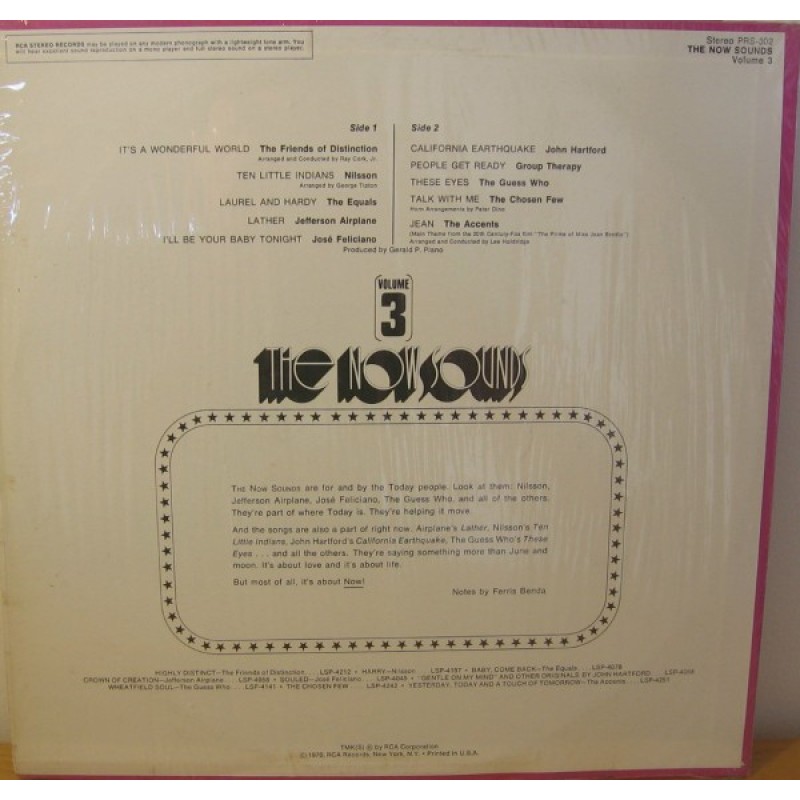 RCA STEREO RECORDS may be played on any modern phonograph with a lightweight tone arm. You
will hear excellent sound reproduction on a mono player and full stereo sound on a stereo player.
Stereo PRS-302
THE NOW SOUNDS
Volume 3
Side 1
IT'S A WONDERFUL WORLD The Friends of Distinction
Arranged and Conducted by Ray Cork, Jr.
TEN LITTLE INDIANS Nilsson
Arranged by George Tipton
LAUREL AND HARDY The Equals
LATHER Jefferson Airplane
I'LL BE YOUR BABY TONIGHT José Feliciano
Side 2
CALIFORNIA EARTHQUAKE John Hartford
PEOPLE GET READY Group Therapy
THESE EYES The Guess Who
TALK WITH ME The Chosen Few
Horn Arrangements by Peter Dino
JEAN The Accents
(Main Theme from the 20th Century-Fox film "The Prime of Miss Jean Brodie")
Arranged and Conducted by Lee Holdridge
Produced by Gerald P. Piano
VOLUME
3
THE NOW SOUNDS
THE NOW SOUNDS are for and by the Today people. Look at them: Nilsson,
Jefferson Airplane, José Feliciano, The Guess Who, and all of the others.
They're part of where Today is. They're helping it move.
And the songs are also a part of right now. Airplane's Lather, Nilsson's Ten
Little Indians, John Hartford's California Earthquake, The Guess Who's These
Eyes . . . and all the others. They're saying something more than June and
moon. It's about love and it's about life.
But most of all, it's about Now!
Notes by Ferris Benda
HIGHLY DISTINCT—The Friends of Distinction . . . . LSP-4212 • HARRY—Nilsson . . . . LSP-4197 • BABY, COME BACK—The Equals . . . . LSP-4078
CROWN OF CREATION—Jefferson Airplane . . . . LSP-4058 • SOULED—José Feliciano . . . . LSP-4045 • "GENTLE ON MY MIND" AND OTHER ORIGINALS BY JOHN HARTFORD . . . .
WHEATFIELD SOUL—The Guess Who . . . . LSP-4141 • THE CHOSEN FEW . . . . LSP-4242 • YESTERDAY, TODAY AND A TOUCH OF TOMORROW—The Accents . . . . LSP-4251
TMK(S) ® by RCA Corporation
© 1970, RCA Records, New York, N.Y. • Printed in U.S.A.